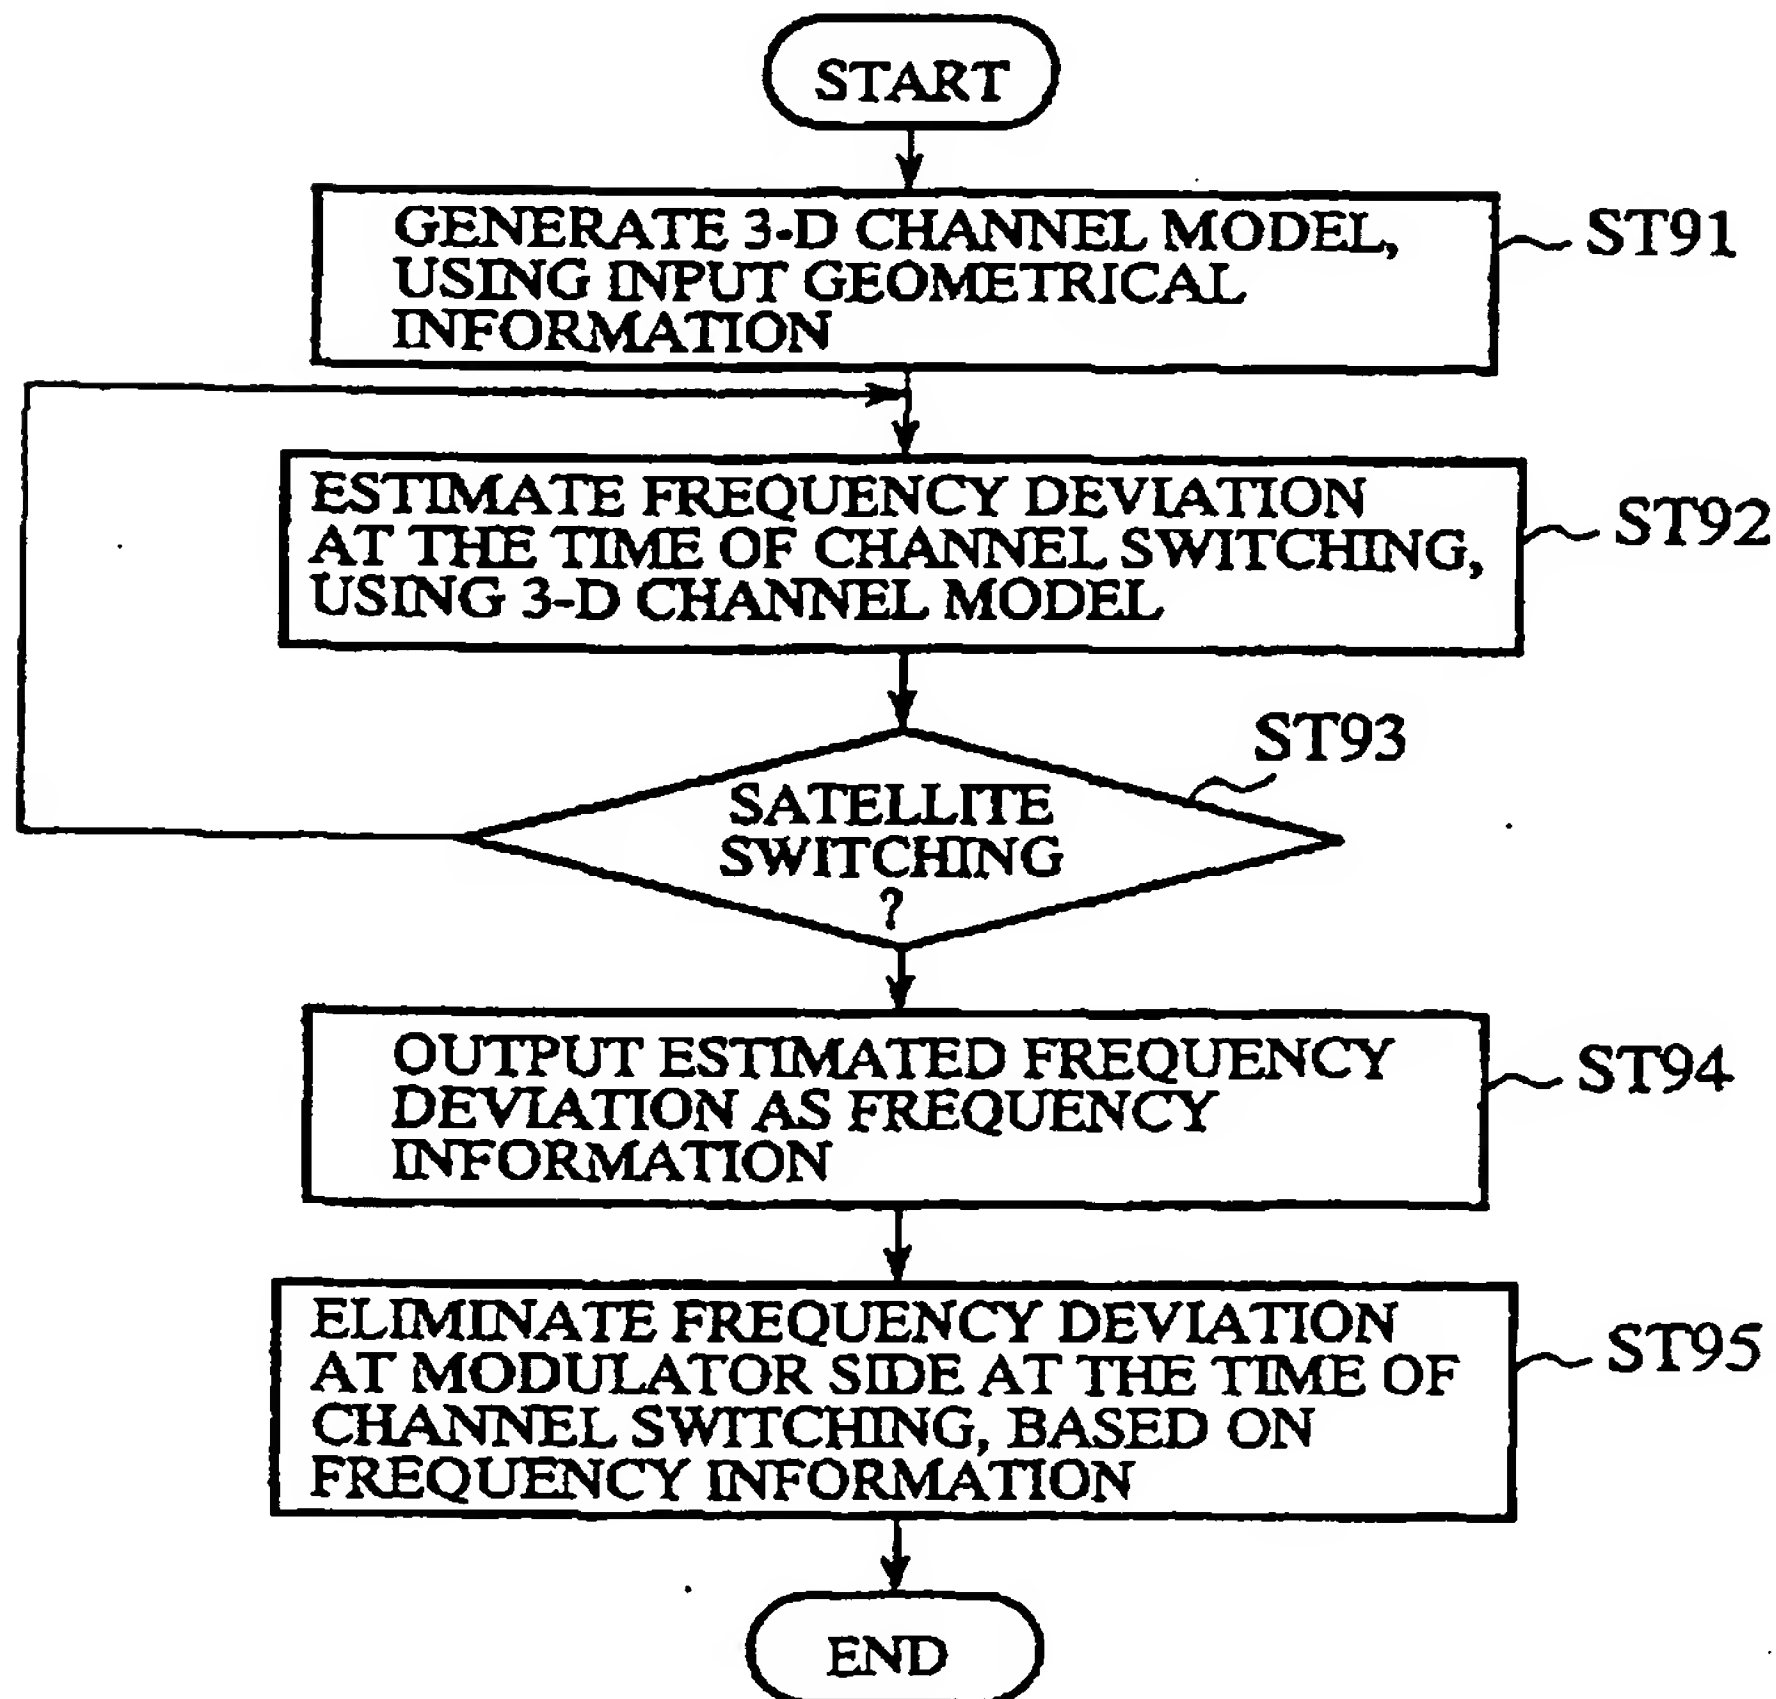 START
GENERATE 3-D CHANNEL MODEL,
USING INPUT GEOMETRICAL
INFORMATION
ST91
ESTIMATE FREQUENCY DEVIATION
AT THE TIME OF CHANNEL SWITCHING,
USING 3-D CHANNEL MODEL
ST92
ST93
SATELLITE
SWITCHING
?
OUTPUT ESTIMATED FREQUENCY
DEVIATION AS FREQUENCY
INFORMATION
ST94
ELIMINATE FREQUENCY DEVIATION
AT MODULATOR SIDE AT THE TIME OF
CHANNEL SWITCHING, BASED ON
FREQUENCY INFORMATION
ST95
END